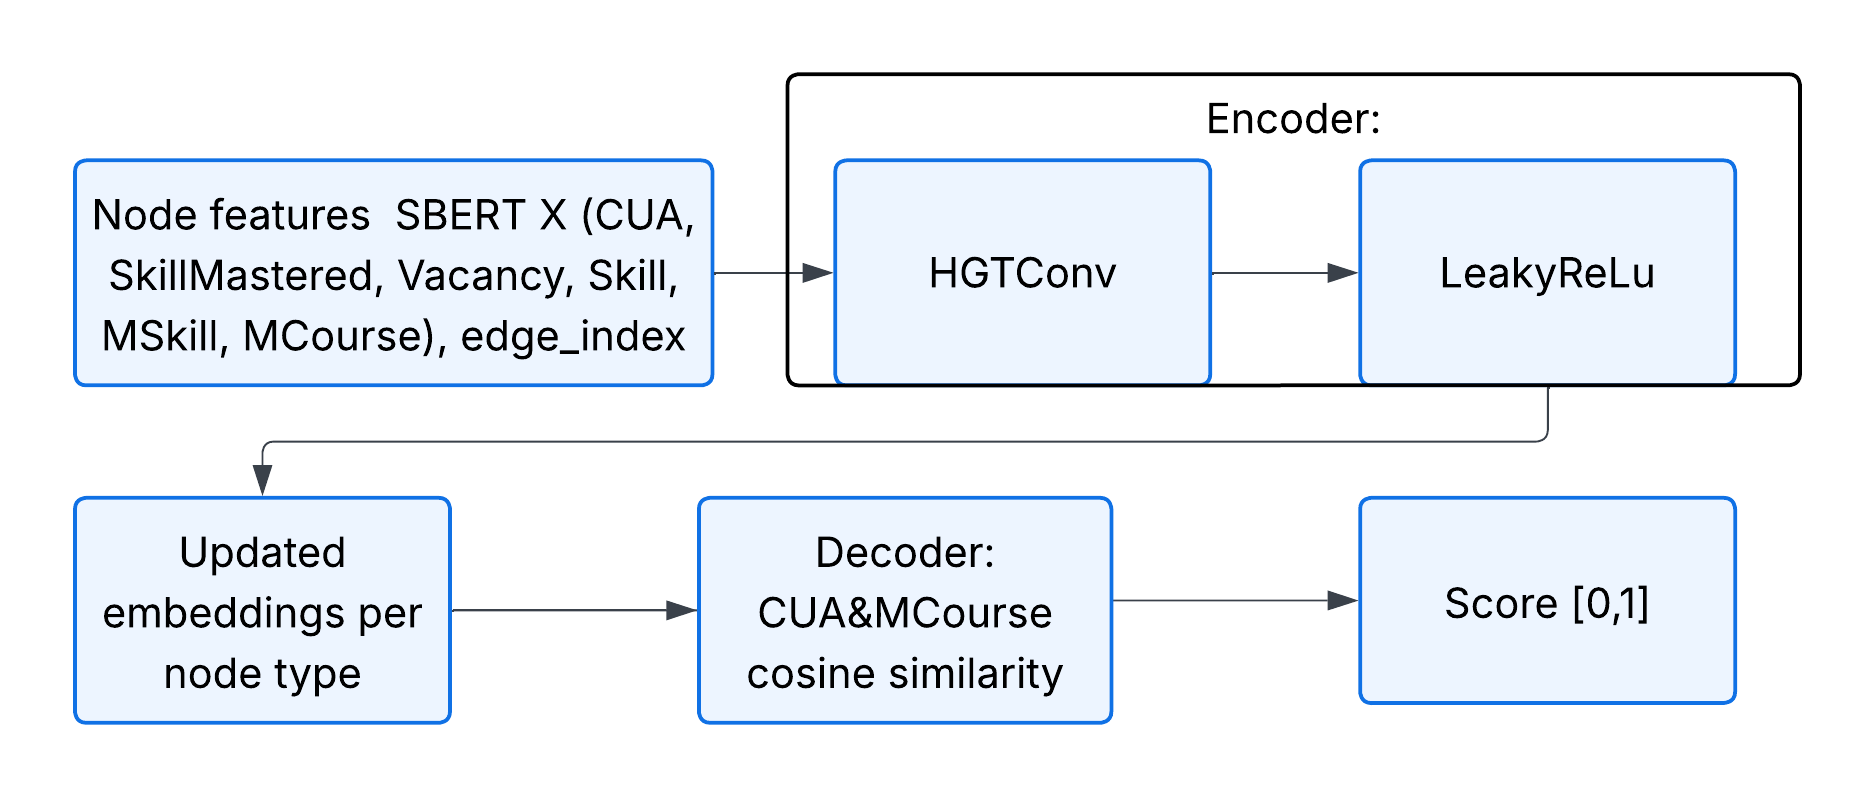 Encoder:
Node features  SBERT X (CUA,
SkillMastered, Vacancy, Skill,
MSkill, MCourse), edge_index
HGTConv
LeakyReLu
Updated
embeddings per
node type
Decoder:
CUA&MCourse
cosine similarity
Score [0,1]